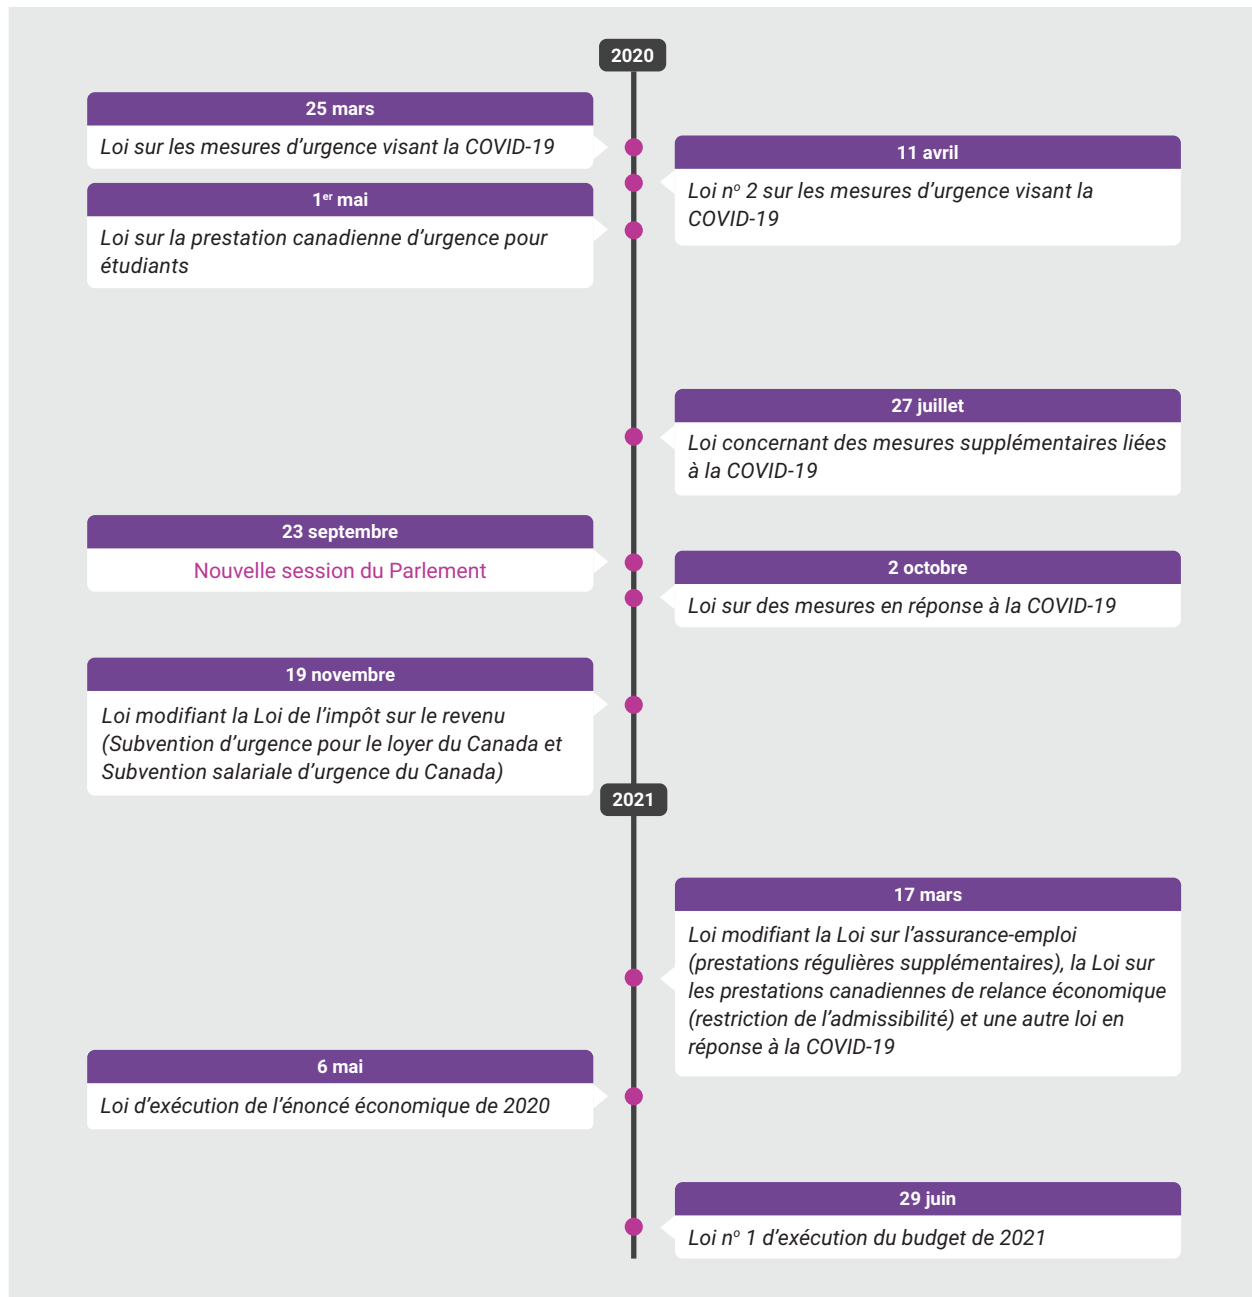 2020
25 mars
Loi sur les mesures d’urgence visant la COVID-19
11 avril
Loi nº 2 sur les mesures d’urgence visant la
COVID-19
1er mai
Loi sur la prestation canadienne d’urgence pour
étudiants
27 juillet
Loi concernant des mesures supplémentaires liées
à la COVID-19
23 septembre
Nouvelle session du Parlement
2 octobre
Loi sur des mesures en réponse à la COVID-19
19 novembre
Loi modifiant la Loi de l’impôt sur le revenu
(Subvention d’urgence pour le loyer du Canada et
Subvention salariale d’urgence du Canada)
2021
17 mars
Loi modifiant la Loi sur l’assurance-emploi
(prestations régulières supplémentaires), la Loi sur
les prestations canadiennes de relance économique
(restriction de l’admissibilité) et une autre loi en
réponse à la COVID-19
6 mai
Loi d’exécution de l’énoncé économique de 2020
29 juin
Loi nº 1 d’exécution du budget de 2021